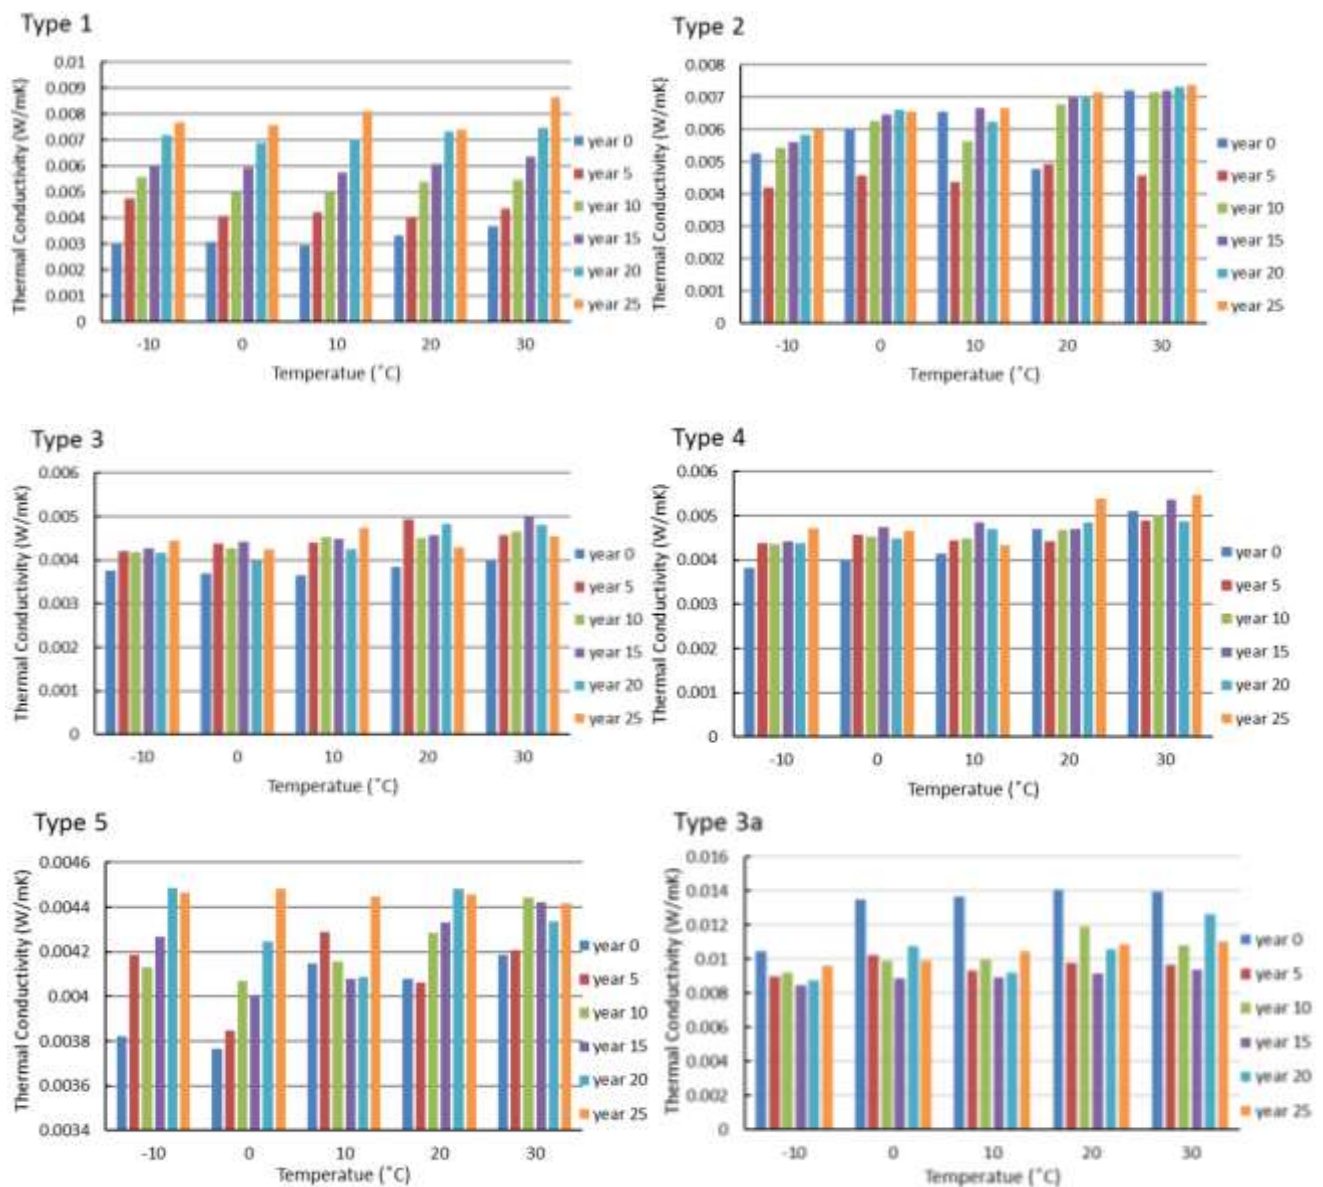 Type 1
Thermal Conductivity (W/mK)
0.01
0.009
0.008
0.007
0.006
0.005
0.004
0.003
0.002
0.001
0
-10 0 10 20 30
Temperatue (˚C)
year 0
year 5
year 10
year 15
year 20
year 25
Type 2
Thermal Conductivity (W/mK)
0.008
0.007
0.006
0.005
0.004
0.003
0.002
0.001
0
-10 0 10 20 30
Temperatue (˚C)
year 0
year 5
year 10
year 15
year 20
year 25
Type 3
Thermal Conductivity (W/mK)
0.006
0.005
0.004
0.003
0.002
0.001
0
-10 0 10 20 30
Temperatue (˚C)
year 0
year 5
year 10
year 15
year 20
year 25
Type 4
Thermal Conductivity (W/mK)
0.006
0.005
0.004
0.003
0.002
0.001
0
-10 0 10 20 30
Temperatue (˚C)
year 0
year 5
year 10
year 15
year 20
year 25
Type 5
Thermal Conductivity (W/mK)
0.0046
0.0044
0.0042
0.004
0.0038
0.0036
0.0034
-10 0 10 20 30
Temperatue (˚C)
year 0
year 5
year 10
year 15
year 20
year 25
Type 3a
Thermal Conductivity (W/mK)
0.016
0.014
0.012
0.01
0.008
0.006
0.004
0.002
0
-10 0 10 20 30
Temperatue (˚C)
year 0
year 5
year 10
year 15
year 20
year 25